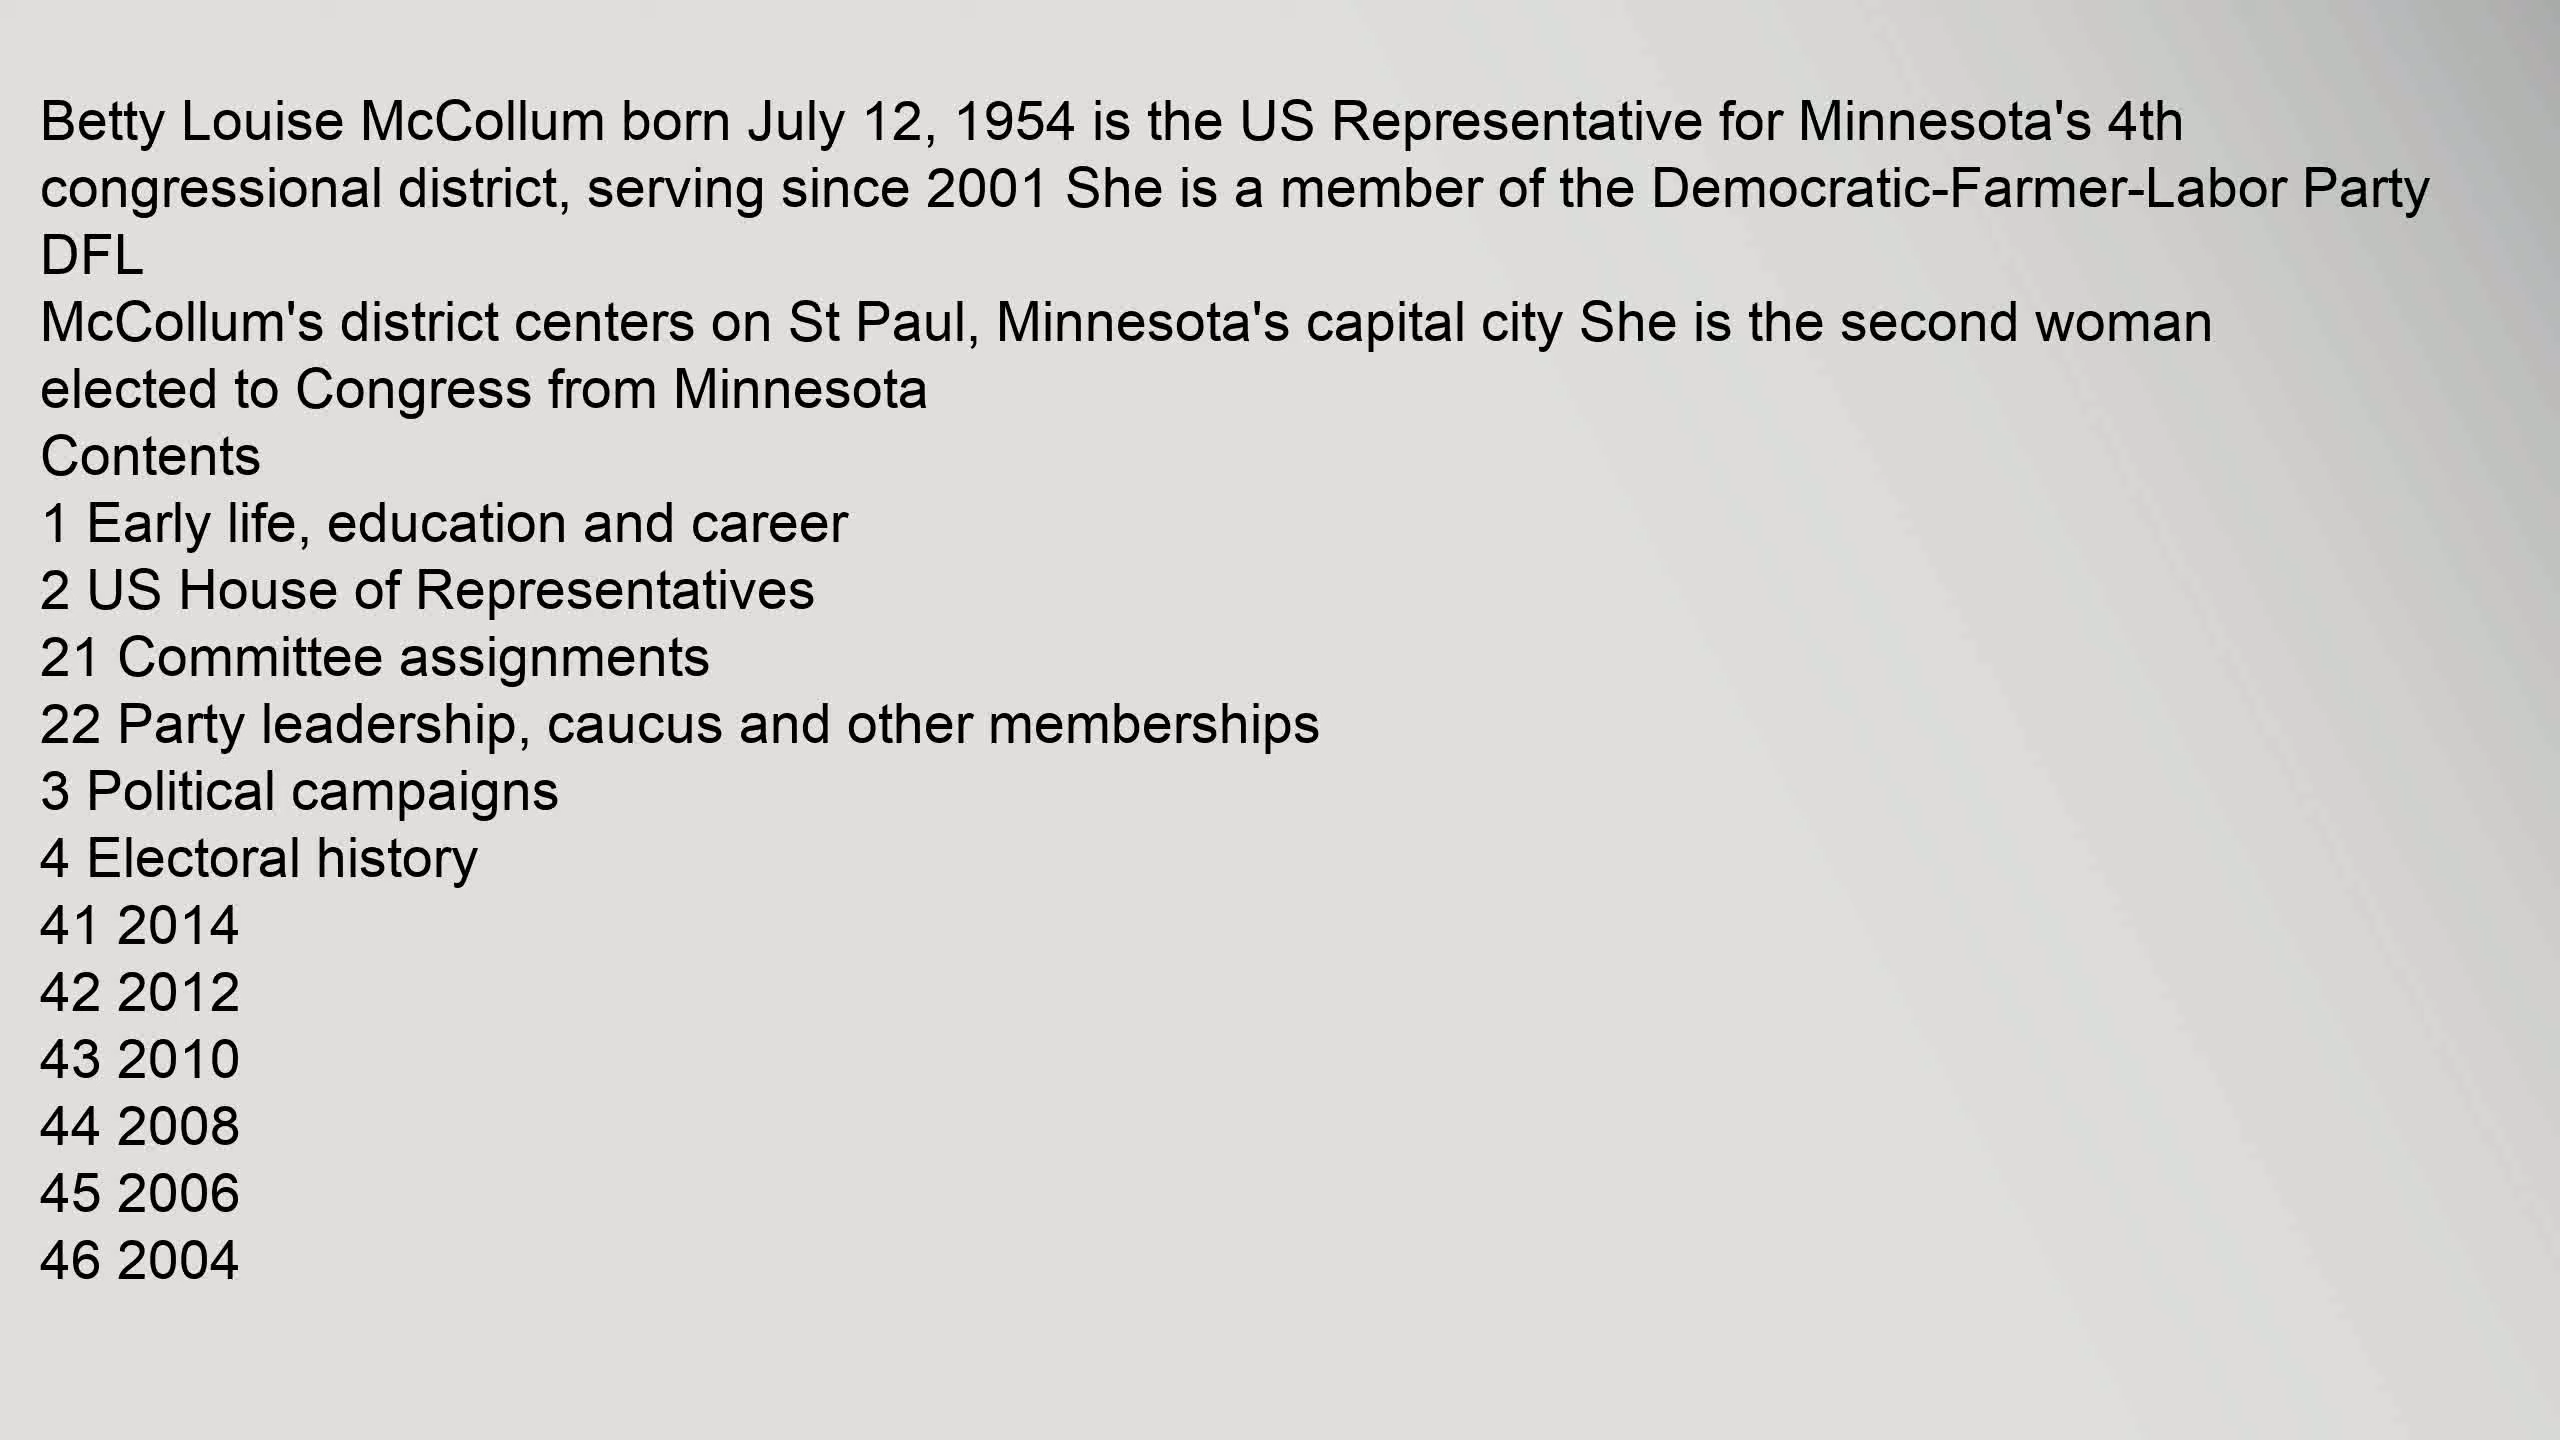 Betty Louise McCollum born July 12, 1954 is the US Representative for Minnesota's 4th
congressional district, serving since 2001 She is a member of the Democratic-Farmer-Labor Party
DFL
McCollum's district centers on St Paul, Minnesota's capital city She is the second woman
elected to Congress from Minnesota
Contents
1 Early life, education and career
2 US House of Representatives
21 Committee assignments
22 Party leadership, caucus and other memberships
3 Political campaigns
4 Electoral history
41 2014
42 2012
43 2010
44 2008
45 2006
46 2004